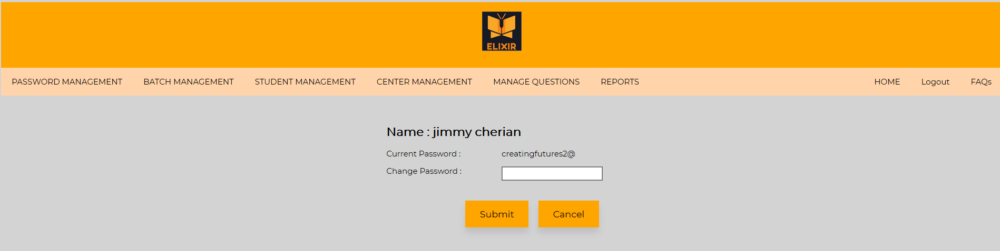 ELIXIR
PASSWORD MANAGEMENT BATCH MANAGEMENT STUDENT MANAGEMENT CENTER MANAGEMENT MANAGE QUESTIONS REPORTS HOME Logout FAQs
Name : jimmy cherian
Current Password : creatingfutures2@
Change Password :
Submit Cancel